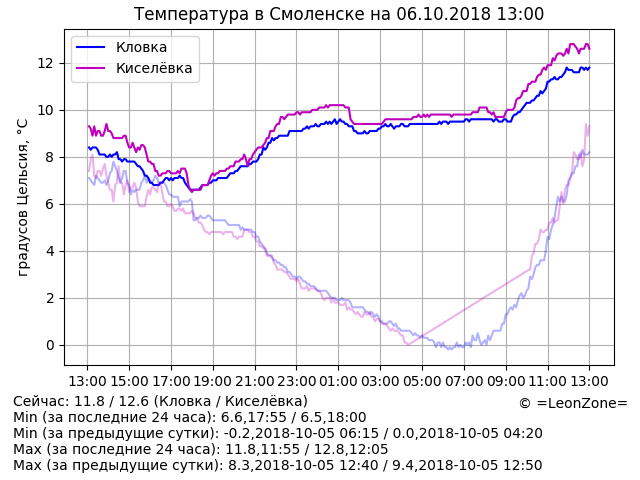 Температура в Смоленске на 06.10.2018 13:00
Кловка
Киселёвка
градусов Цельсия, °C
12
10
8
6
4
2
0
13:00 15:00 17:00 19:00 21:00 23:00 01:00 03:00 05:00 07:00 09:00 11:00 13:00
Сейчас: 11.8 / 12.6 (Кловка / Киселёвка)
© =LeonZone=
Min (за последние 24 часа): 6.6,17:55 / 6.5,18:00
Min (за предыдущие сутки): -0.2,2018-10-05 06:15 / 0.0,2018-10-05 04:20
Max (за последние 24 часа): 11.8,11:55 / 12.8,12:05
Max (за предыдущие сутки): 8.3,2018-10-05 12:40 / 9.4,2018-10-05 12:50